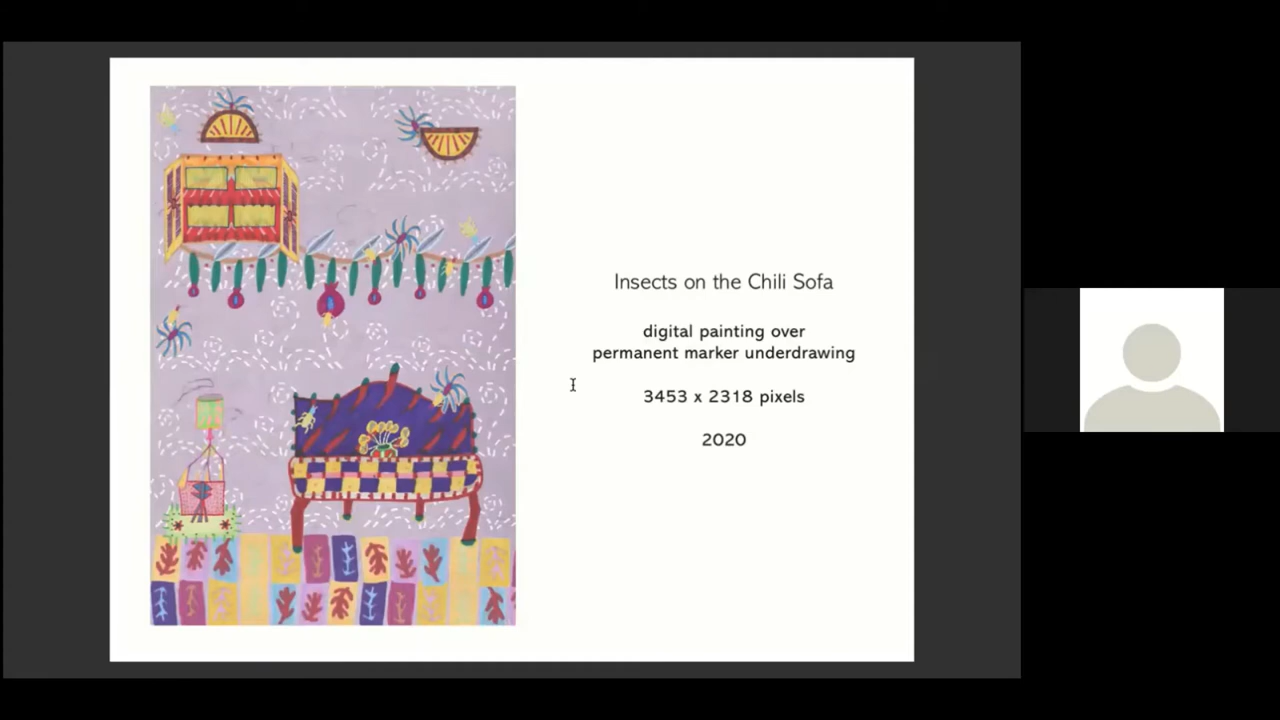 Insects on the Chili Sofa
digital painting over
permanent marker underdrawing
3453 x 2318 pixels
2020